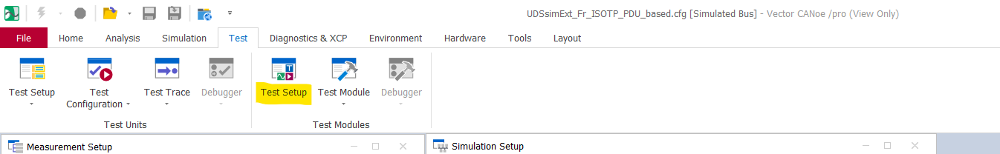 UDSsimExt_Fr_ISOTP_PDU_based.cfg [Simulated Bus] - Vector CANoe /pro (View Only)
File Home Analysis Simulation Test Diagnostics & XCP Environment Hardware Tools Layout
Test Setup Test Test Trace Debugger Test Setup Test Module Debugger
Configuration
Test Units Test Modules
Measurement Setup Simulation Setup